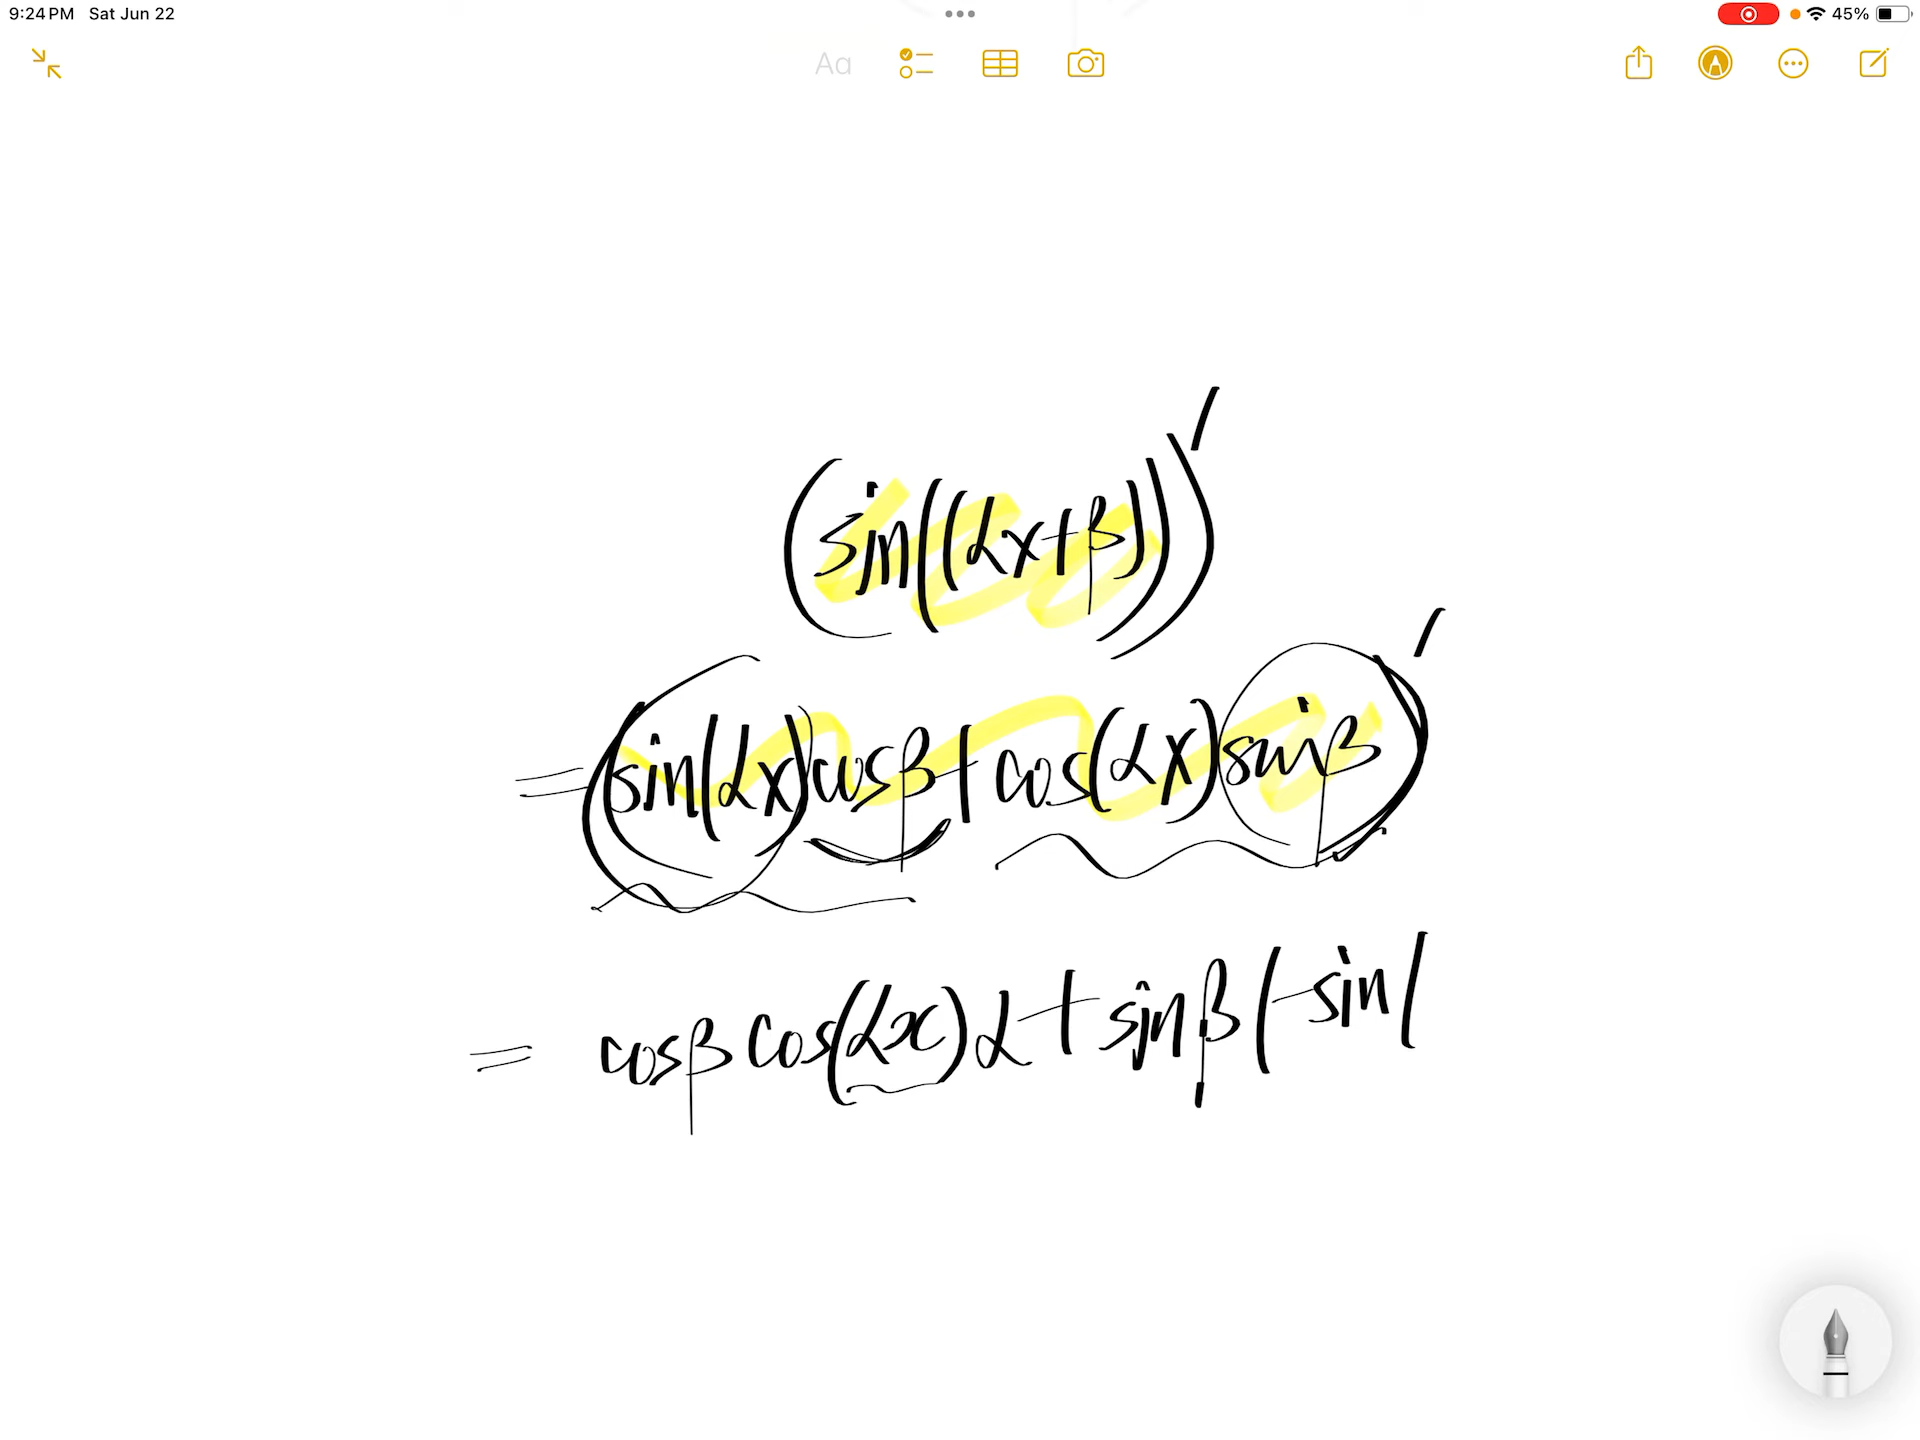 9:24 PM Sat Jun 22
45%
Aa
(sin((αx+β)))′
= (sin(αx)cosβ + cos(αx)sinβ)′
= cosβ cos(αx)α + sinβ(-sin(